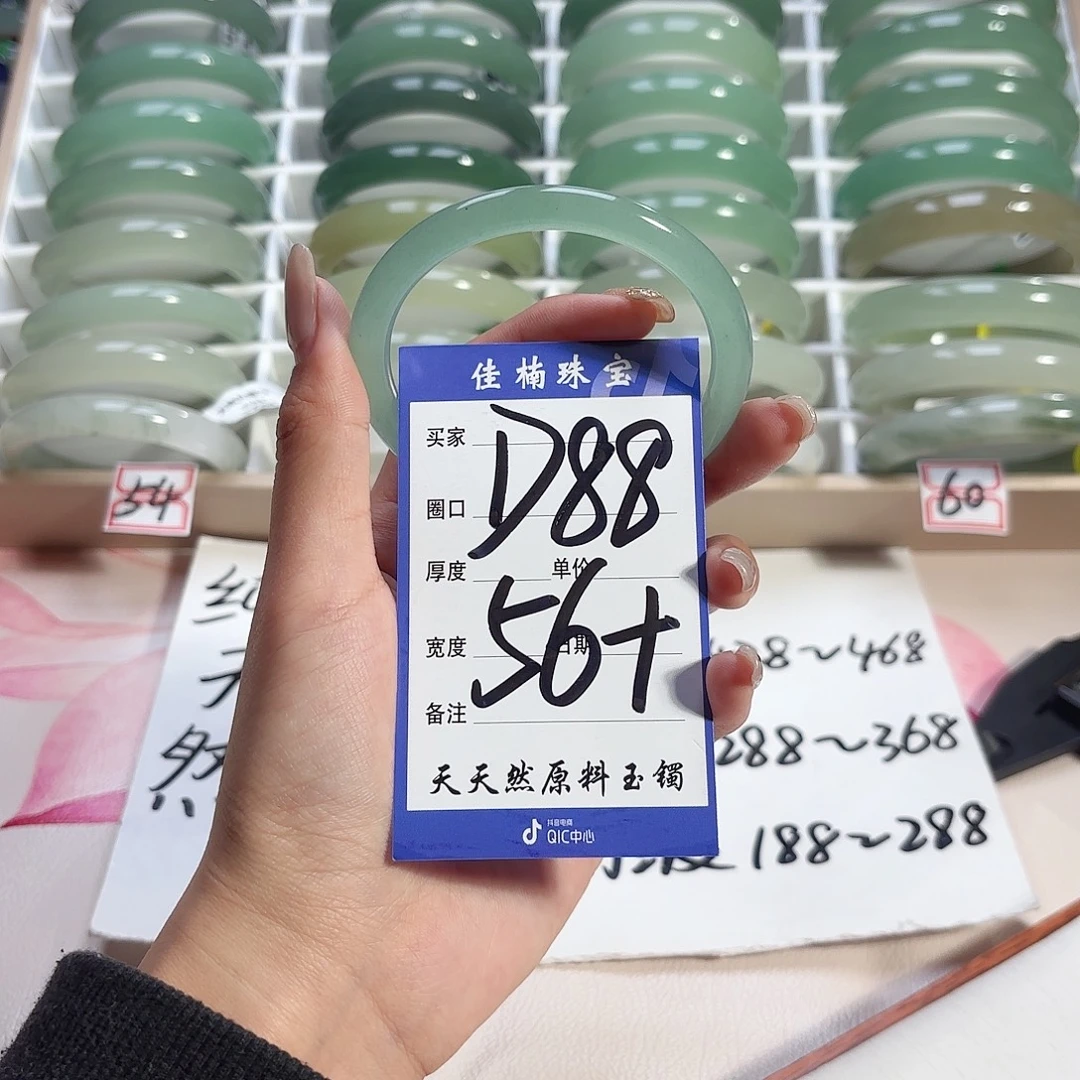 佳楠珠宝
买家
D88
圈口
厚度
单价
56+
宽度
日期
备注
天天然原料玉镯
抖音电商
QIC中心
54
60
天
然
~468
288~368
188~288